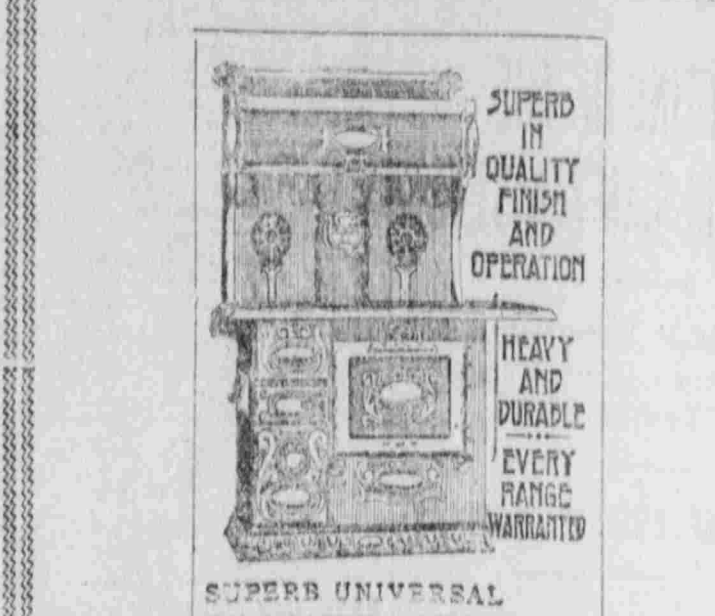 SUPERB
IN
QUALITY
FINISH
AND
OPERATION
HEAVY
AND
DURABLE
EVERY
RANGE
WARRANTED
SUPERB UNIVERSAL